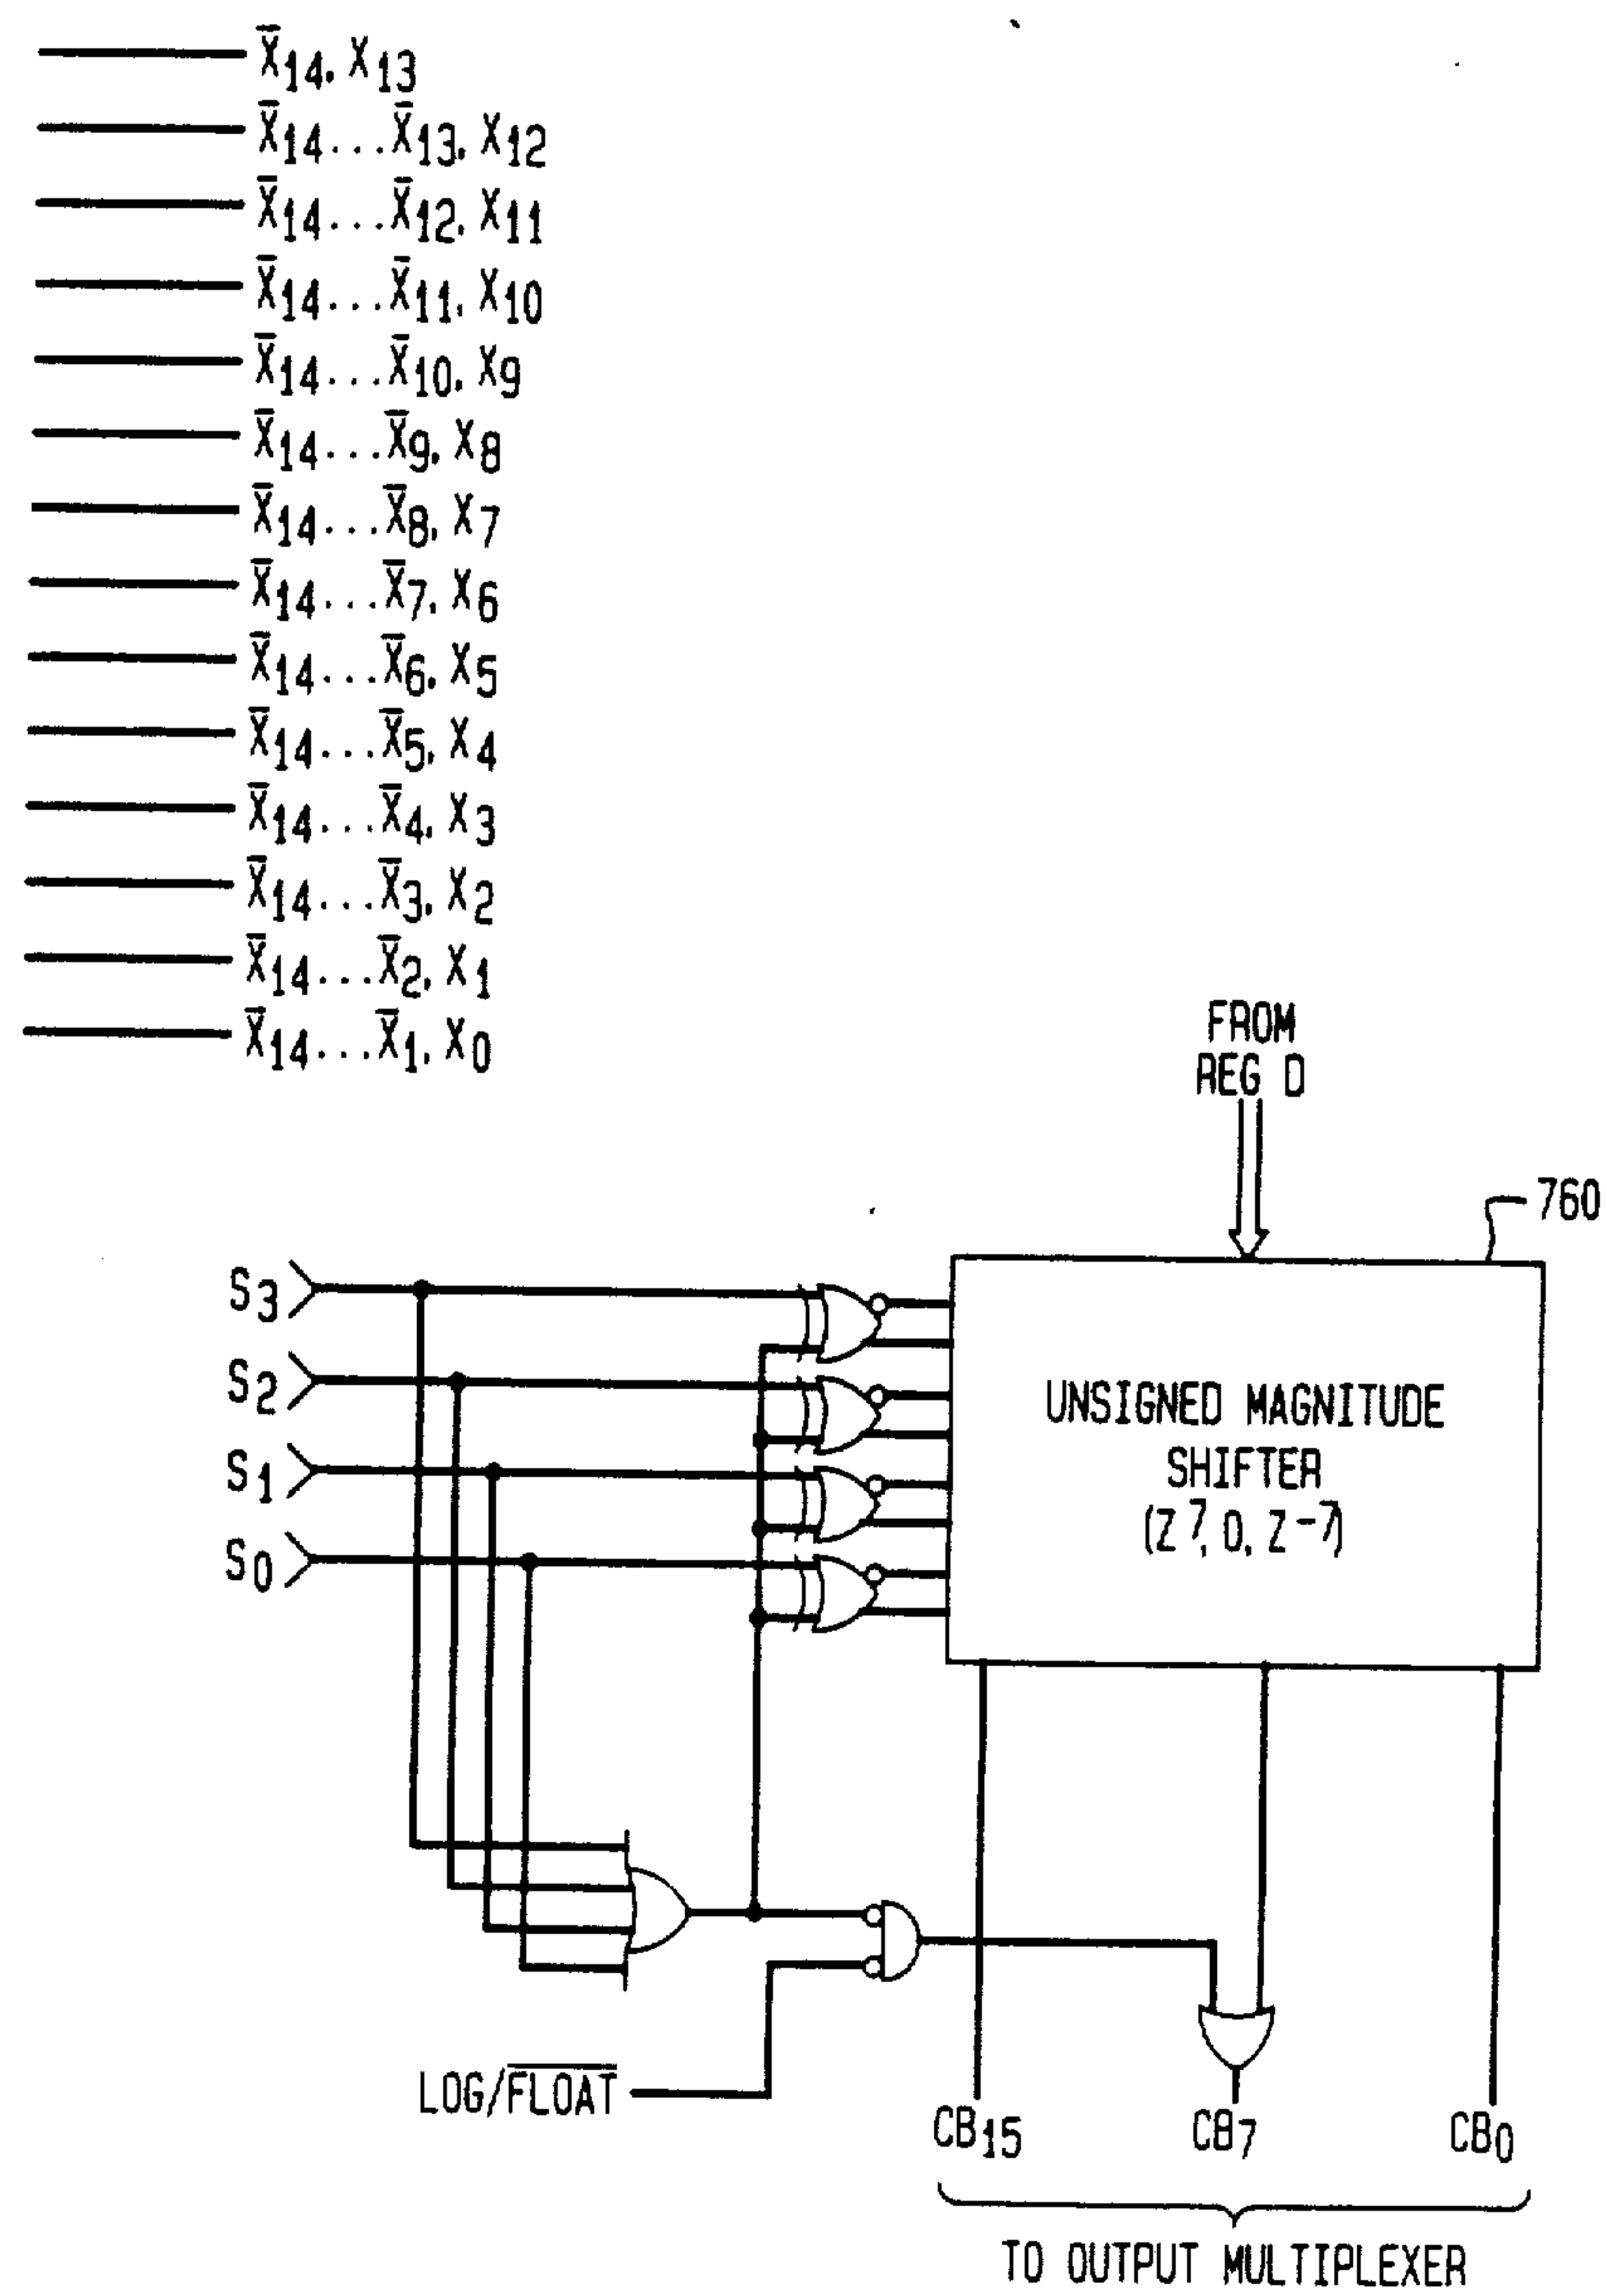 X̄14, X13
X̄14...X̄13, X12
X̄14...X̄12, X11
X̄14...X̄11, X10
X̄14...X̄10, X9
X̄14...X̄9, X8
X̄14...X̄8, X7
X̄14...X̄7, X6
X̄14...X̄6, X5
X̄14...X̄5, X4
X̄14...X̄4, X3
X̄14...X̄3, X2
X̄14...X̄2, X1
X̄14...X̄1, X0
FROM
REG D
760
S3
S2
S1
S0
UNSIGNED MAGNITUDE
SHIFTER
(Z⁷, 0, Z⁻⁷)
LOG/F̅L̅O̅A̅T̅
CB15
CB7
CB0
TO OUTPUT MULTIPLEXER